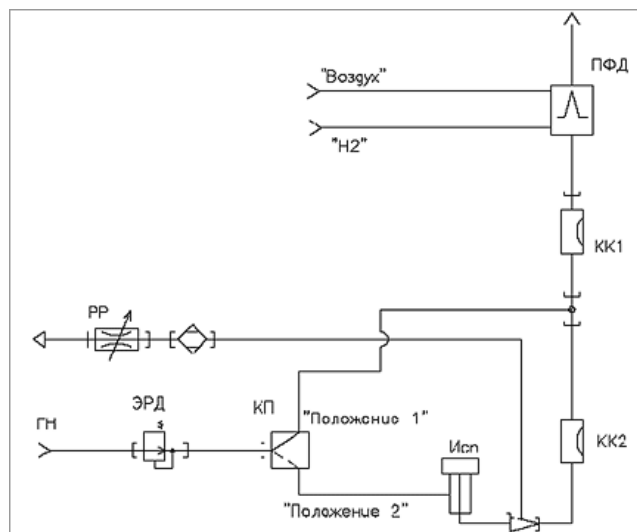 ПФД
"Воздух"
"Н2"
КК1
РР
ГН
ЭРД
КП
"Положение 1"
Исп
КК2
"Положение 2"